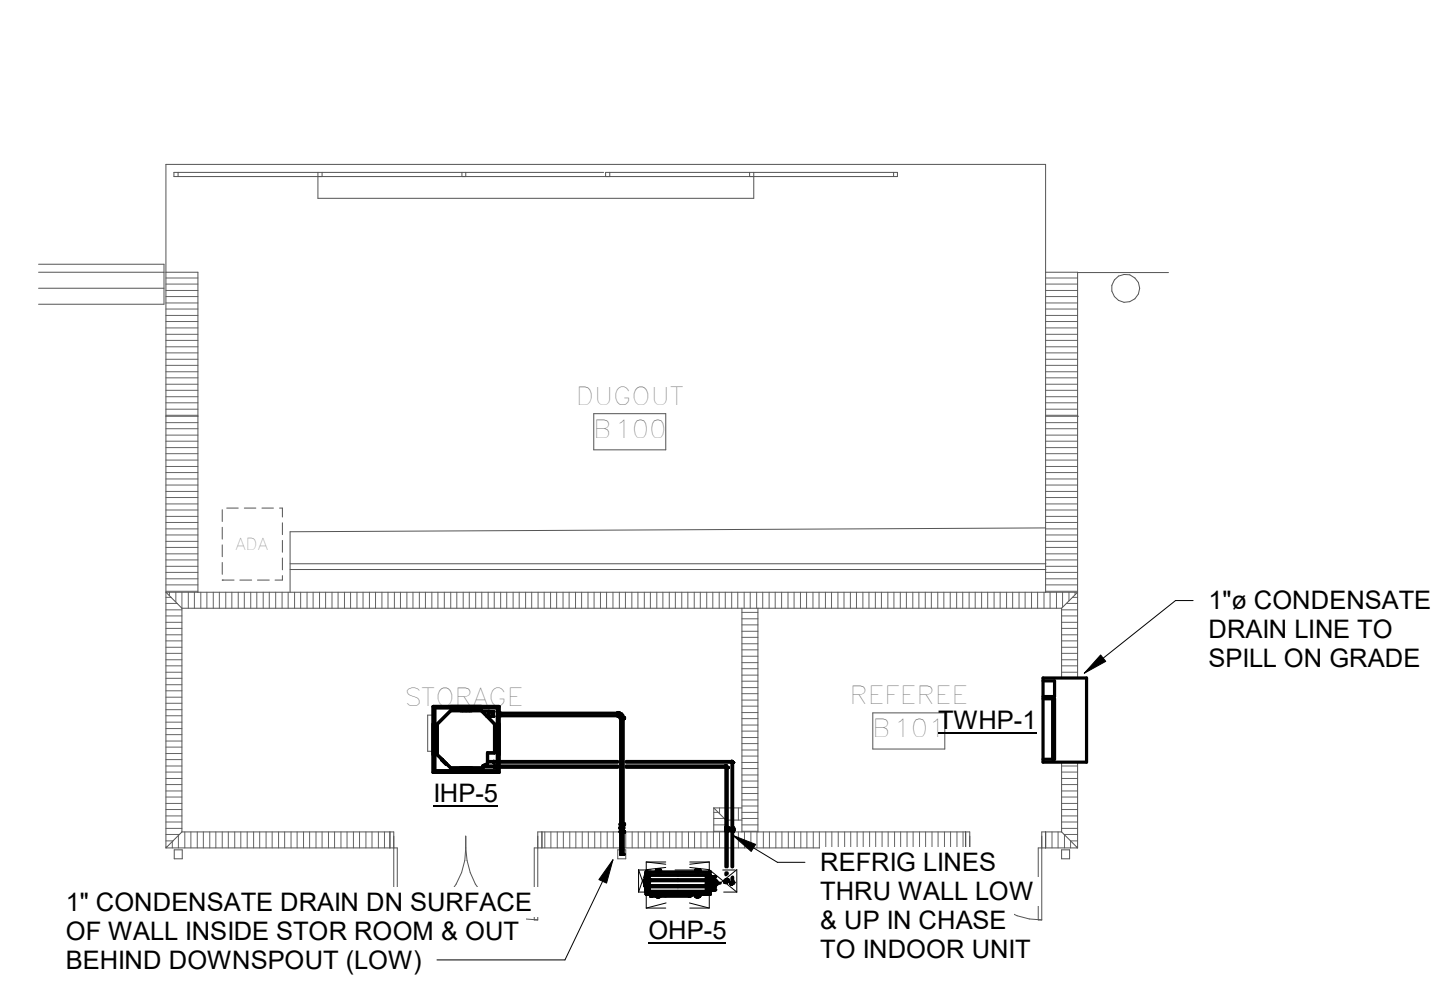 DUGOUT
B100
ADA
1"ø CONDENSATE
DRAIN LINE TO
SPILL ON GRADE
STORAGE
REFEREE
B101
TWHP-1
IHP-5
1" CONDENSATE DRAIN DN SURFACE
OF WALL INSIDE STOR ROOM & OUT
BEHIND DOWNSPOUT (LOW)
OHP-5
REFRIG LINES
THRU WALL LOW
& UP IN CHASE
TO INDOOR UNIT